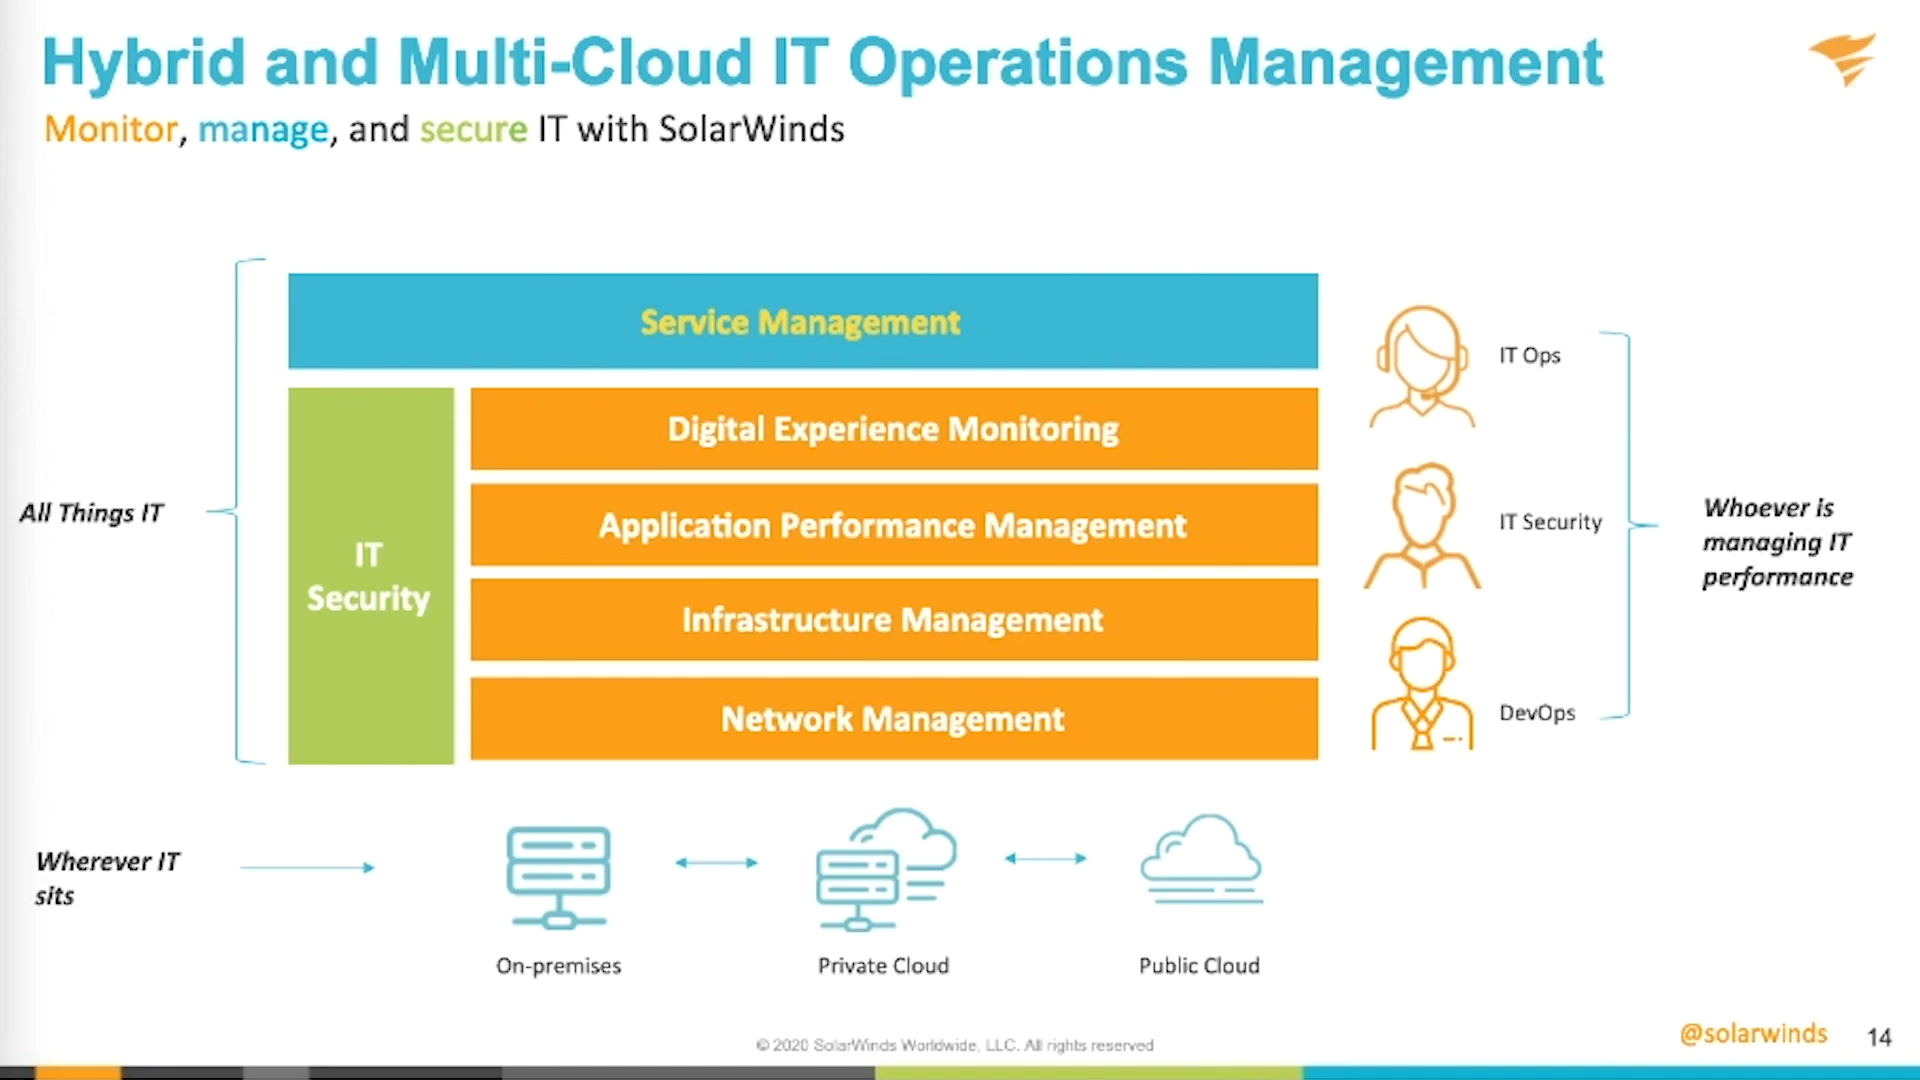 Hybrid and Multi-Cloud IT Operations Management
Monitor, manage, and secure IT with SolarWinds
All Things IT
Service Management
IT
Security
Digital Experience Monitoring
Application Performance Management
Infrastructure Management
Network Management
IT Ops
IT Security
DevOps
Whoever is
managing IT
performance
Wherever IT
sits
On-premises
Private Cloud
Public Cloud
© 2020 SolarWinds Worldwide, LLC. All rights reserved
@solarwinds
14